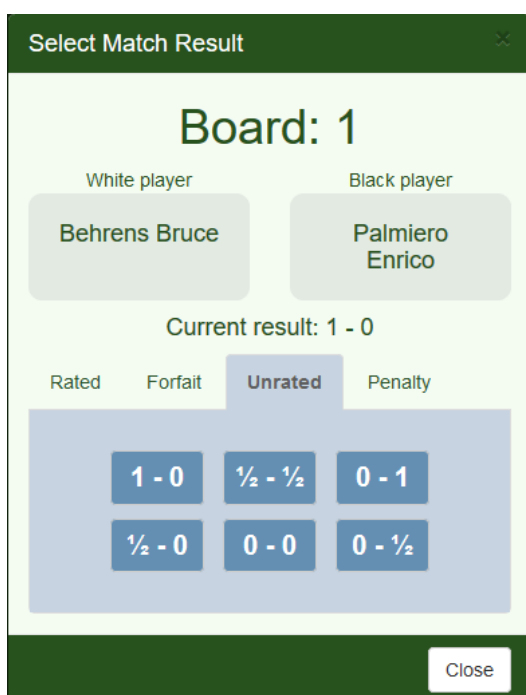 Select Match Result ×
Board: 1
White player Black player
Behrens Bruce
Palmiero
Enrico
Current result: 1 - 0
Rated Forfait Unrated Penalty
1 - 0 ½ - ½ 0 - 1
½ - 0 0 - 0 0 - ½
Close